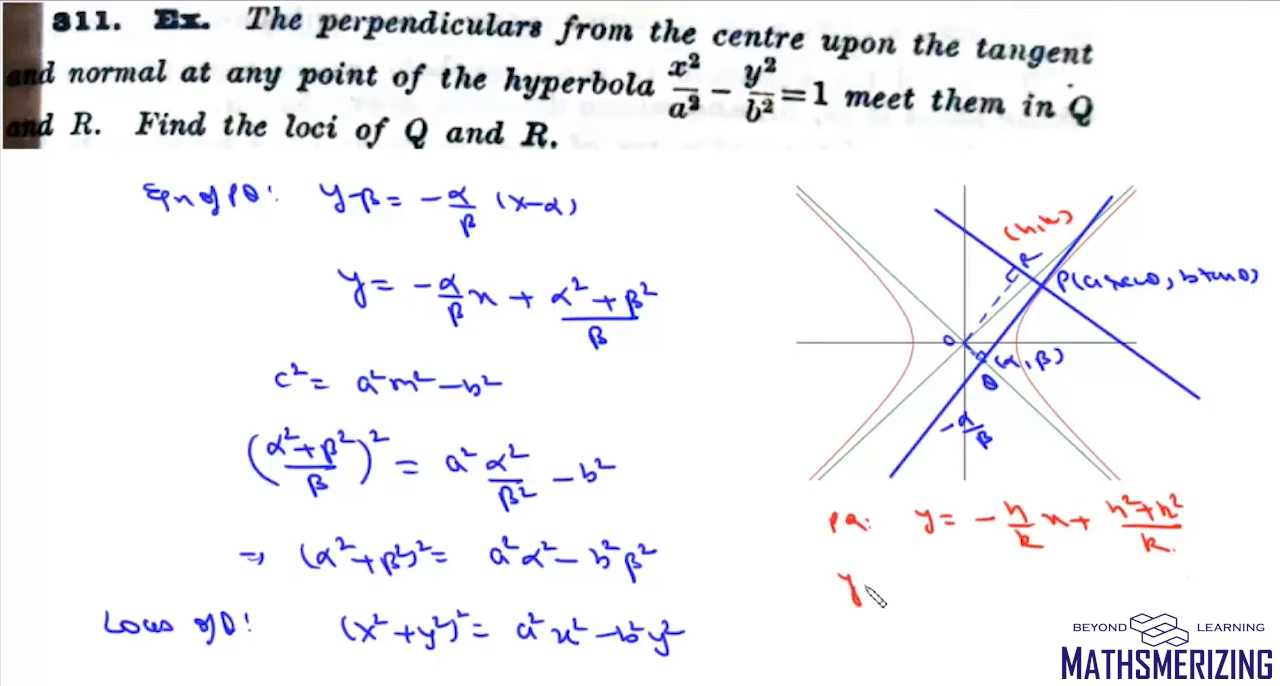 311. Ex. The perpendiculars from the centre upon the tangent
and normal at any point of the hyperbola x²/a² − y²/b² = 1 meet them in Q
and R. Find the loci of Q and R.
Eqn of PQ: y-β = -α/β (x-α)
y = -α/β x + (α²+β²)/β
c² = a²m² - b²
((α²+β²)/β)² = a² α²/β² - b²
⇒ (α²+β²)² = a²α² - b²β²
Locus of Q: (x²+y²)² = a²x² - b²y²
(h,k)
R
P(a secθ, b tanθ)
O
(α,β)
Q
-α/β
PR: y = -h/k x + (h²+k²)/k
y
BEYOND LEARNING
MATHSMERIZING